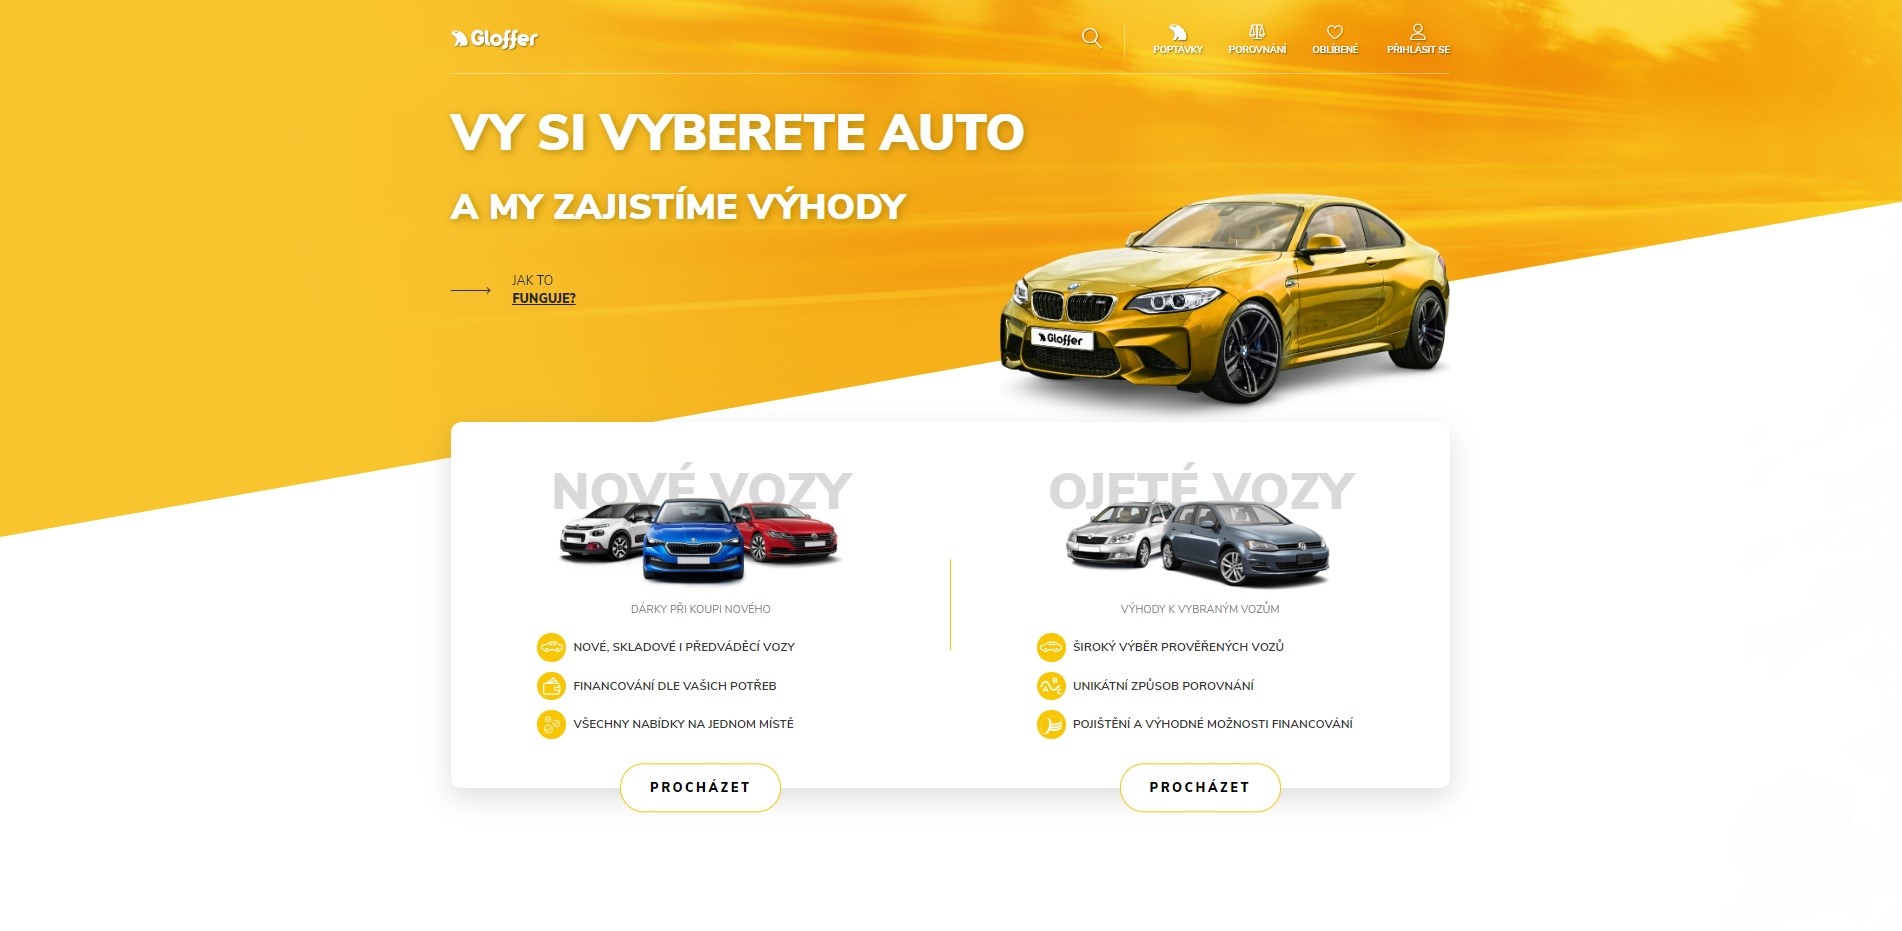 Gloffer
POPTÁVKY
POROVNÁNÍ
OBLÍBENÉ
PŘIHLÁSIT SE
VY SI VYBERETE AUTO
A MY ZAJISTÍME VÝHODY
JAK TO
FUNGUJE?
Gloffer
NOVÉ VOZY
DÁRKY PŘI KOUPI NOVÉHO
NOVÉ, SKLADOVÉ I PŘEDVÁDĚCÍ VOZY
FINANCOVÁNÍ DLE VAŠICH POTŘEB
VŠECHNY NABÍDKY NA JEDNOM MÍSTĚ
PROCHÁZET
OJETÉ VOZY
VÝHODY K VYBRANÝM VOZŮM
ŠIROKÝ VÝBĚR PROVĚŘENÝCH VOZŮ
UNIKÁTNÍ ZPŮSOB POROVNÁNÍ
POJIŠTĚNÍ A VÝHODNÉ MOŽNOSTI FINANCOVÁNÍ
PROCHÁZET